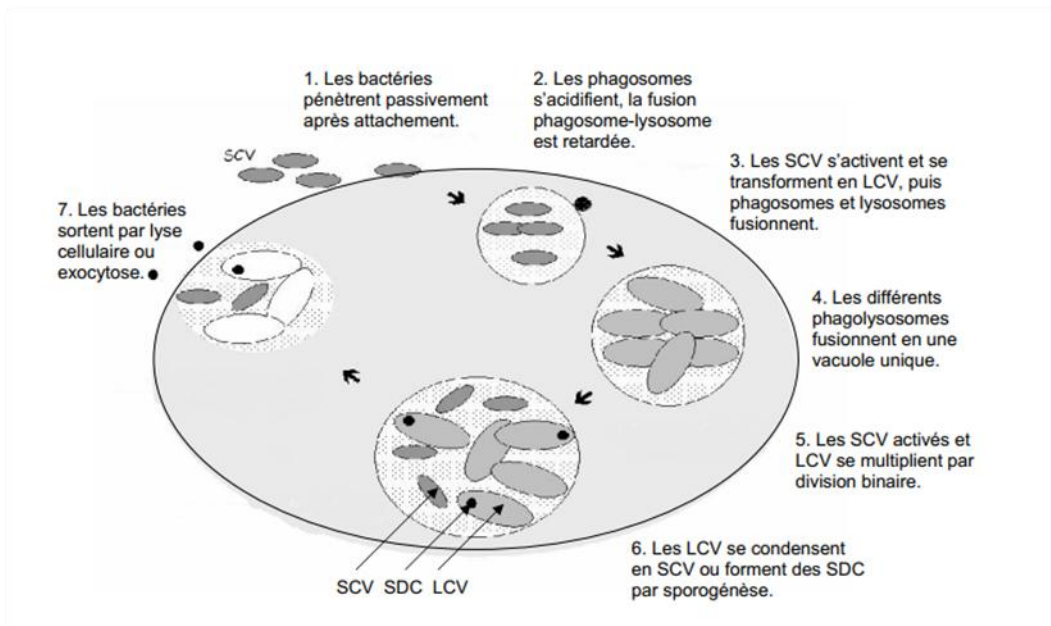 1. Les bactéries
pénètrent passivement
après attachement.
2. Les phagosomes
s'acidifient, la fusion
phagosome-lysosome
est retardée.
SCV
3. Les SCV s'activent et se
transforment en LCV, puis
phagosomes et lysosomes
fusionnent.
7. Les bactéries
sortent par lyse
cellulaire ou
exocytose.
4. Les différents
phagolysosomes
fusionnent en une
vacuole unique.
5. Les SCV activés et
LCV se multiplient par
division binaire.
6. Les LCV se condensent
en SCV ou forment des SDC
par sporogénèse.
SCV SDC LCV